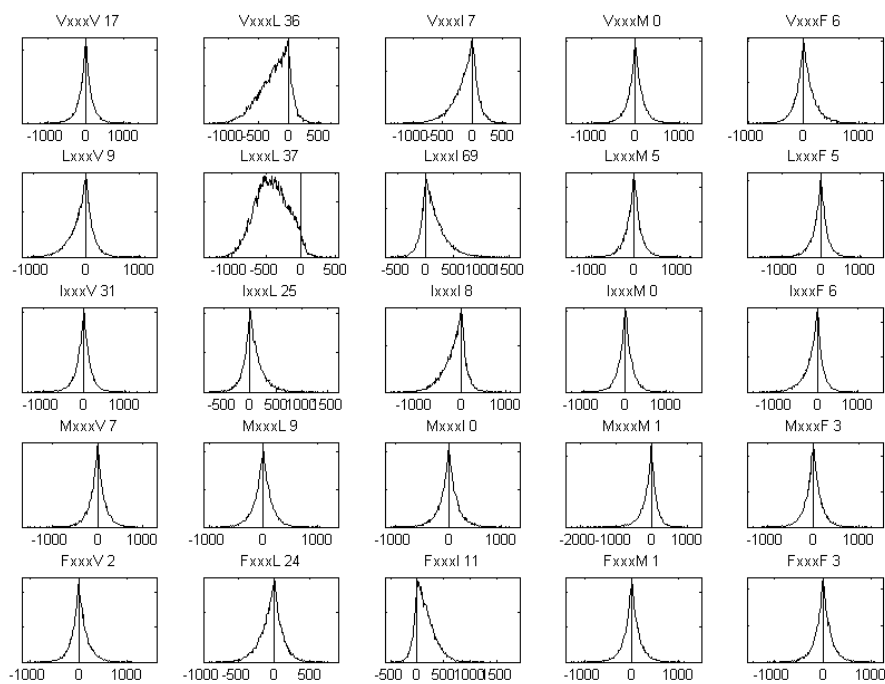 VxxxV 17 VxxxL 36 VxxxI 7 VxxxM 0 VxxxF 6
-1000 0 1000 -1000 -500 0 500 -1000 -500 0 500 -1000 0 1000 -1000 0 1000
LxxxV 9 LxxxL 37 LxxxI 69 LxxxM 5 LxxxF 5
-1000 0 1000 -1000 -500 0 500 -500 0 500 1000 1500 -1000 0 1000 -1000 0 1000
IxxxV 31 IxxxL 25 IxxxI 8 IxxxM 0 IxxxF 6
-1000 0 1000 -500 0 500 1000 1500 -1000 0 1000 -1000 0 1000 -1000 0 1000
MxxxV 7 MxxxL 9 MxxxI 0 MxxxM 1 MxxxF 3
-1000 0 1000 -1000 0 1000 -1000 0 1000 -2000 -1000 0 1000 -1000 0 1000
FxxxV 2 FxxxL 24 FxxxI 11 FxxxM 1 FxxxF 3
-1000 0 1000 -1000 -500 0 500 -500 0 500 1000 1500 -1000 0 1000 -1000 0 1000